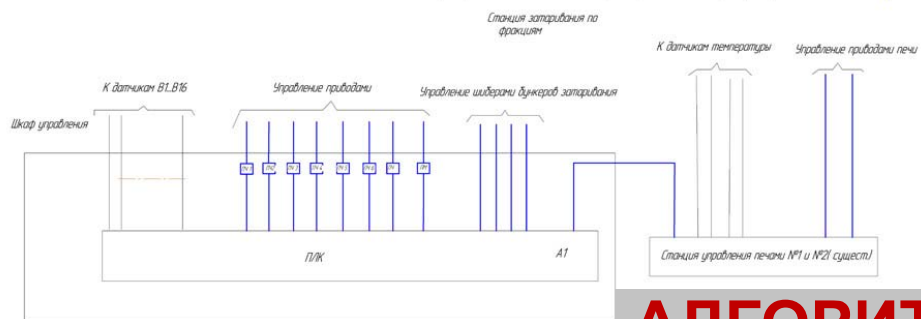 Станция затаривания по
фракциям
К датчикам температуры
Управление приводами печи
К датчикам В1..В16
Управление приводами
Управление шиберами бункеров затаривания
Шкаф управления
ПЛК
А1
Станция управления печами №1 и №2( сущест.)
АЛГОРИТ